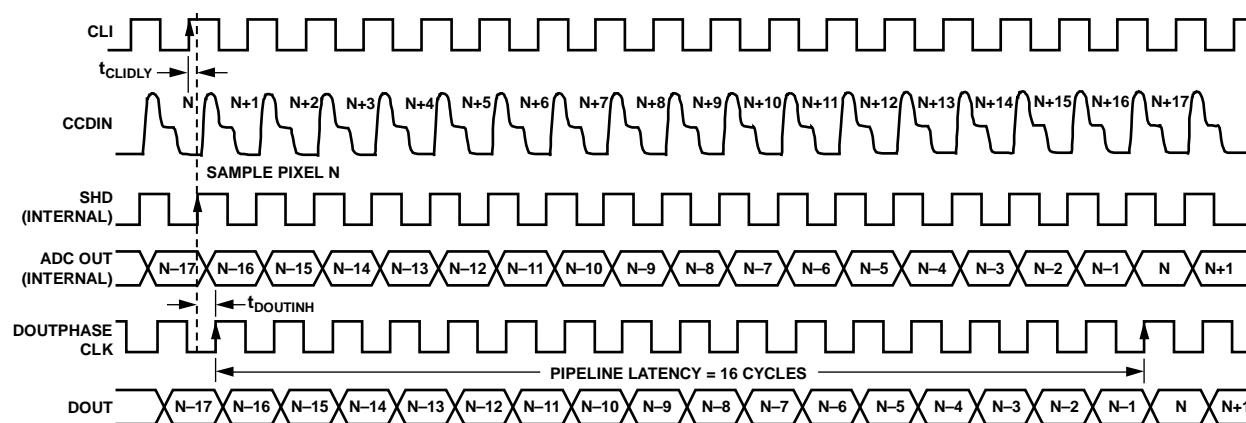 CLI
tCLIDLY
N N+1 N+2 N+3 N+4 N+5 N+6 N+7 N+8 N+9 N+10 N+11 N+12 N+13 N+14 N+15 N+16 N+17
CCDIN
SAMPLE PIXEL N
SHD
(INTERNAL)
ADC OUT
(INTERNAL)
N–17 N–16 N–15 N–14 N–13 N–12 N–11 N–10 N–9 N–8 N–7 N–6 N–5 N–4 N–3 N–2 N–1 N N+1
tDOUTINH
DOUTPHASE
CLK
PIPELINE LATENCY = 16 CYCLES
DOUT
N–17 N–16 N–15 N–14 N–13 N–12 N–11 N–10 N–9 N–8 N–7 N–6 N–5 N–4 N–3 N–2 N–1 N N+1